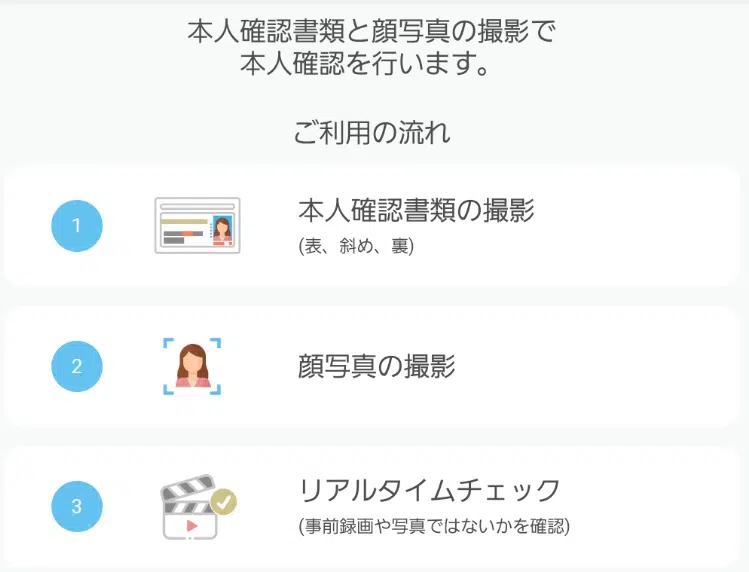 本人確認書類と顔写真の撮影で
本人確認を行います。
ご利用の流れ
1
本人確認書類の撮影
(表、斜め、裏)
2
顔写真の撮影
3
リアルタイムチェック
(事前録画や写真ではないかを確認)